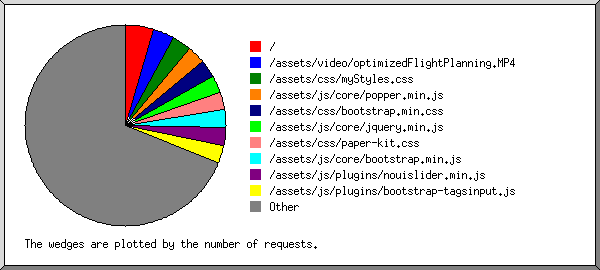 /
/assets/video/optimizedFlightPlanning.MP4
/assets/css/myStyles.css
/assets/js/core/popper.min.js
/assets/css/bootstrap.min.css
/assets/js/core/jquery.min.js
/assets/css/paper-kit.css
/assets/js/core/bootstrap.min.js
/assets/js/plugins/nouislider.min.js
/assets/js/plugins/bootstrap-tagsinput.js
Other
The wedges are plotted by the number of requests.